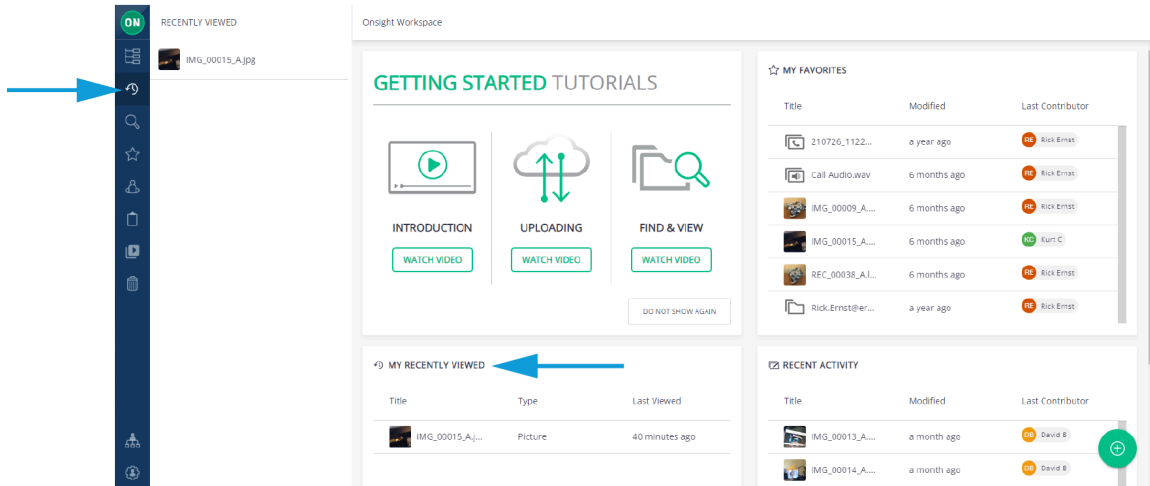 ON
RECENTLY VIEWED
IMG_00015_A.jpg
Onsight Workspace
GETTING STARTED TUTORIALS
INTRODUCTION
WATCH VIDEO
UPLOADING
WATCH VIDEO
FIND & VIEW
WATCH VIDEO
DO NOT SHOW AGAIN
MY FAVORITES
Title Modified Last Contributor
210726_1122... a year ago RE Rick Ernst
Call Audio.wav 6 months ago RE Rick Ernst
IMG_00009_A.... 6 months ago RE Rick Ernst
IMG_00015_A.... 6 months ago KC Kurt C
REC_00038_A.l... 6 months ago RE Rick Ernst
Rick.Ernst@er... a year ago RE Rick Ernst
MY RECENTLY VIEWED
Title Type Last Viewed
IMG_00015_A.j... Picture 40 minutes ago
RECENT ACTIVITY
Title Modified Last Contributor
IMG_00013_A.... a month ago DB David B
IMG_00014_A.... a month ago DB David B